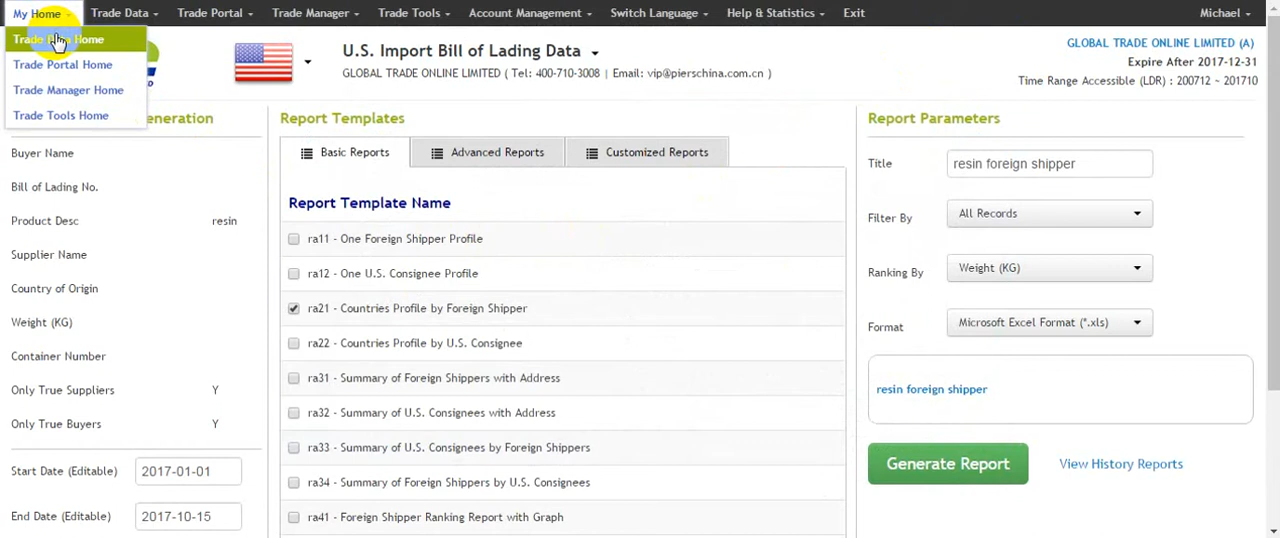 My Home
Trade Data
Trade Portal
Trade Manager
Trade Tools
Account Management
Switch Language
Help & Statistics
Exit
Michael
Trade Data Home
Trade Portal Home
Trade Manager Home
Trade Tools Home
U.S. Import Bill of Lading Data
GLOBAL TRADE ONLINE LIMITED ( Tel: 400-710-3008 | Email: vip@pierschina.com.cn )
GLOBAL TRADE ONLINE LIMITED (A)
Expire After 2017-12-31
Time Range Accessible (LDR) : 200712 ~ 201710
Generation
Buyer Name
Bill of Lading No.
Product Desc resin
Supplier Name
Country of Origin
Weight (KG)
Container Number
Only True Suppliers Y
Only True Buyers Y
Start Date (Editable) 2017-01-01
End Date (Editable) 2017-10-15
Report Templates
Basic Reports
Advanced Reports
Customized Reports
Report Template Name
ra11 - One Foreign Shipper Profile
ra12 - One U.S. Consignee Profile
ra21 - Countries Profile by Foreign Shipper
ra22 - Countries Profile by U.S. Consignee
ra31 - Summary of Foreign Shippers with Address
ra32 - Summary of U.S. Consignees with Address
ra33 - Summary of U.S. Consignees by Foreign Shippers
ra34 - Summary of Foreign Shippers by U.S. Consignees
ra41 - Foreign Shipper Ranking Report with Graph
Report Parameters
Title resin foreign shipper
Filter By All Records
Ranking By Weight (KG)
Format Microsoft Excel Format (*.xls)
resin foreign shipper
Generate Report
View History Reports